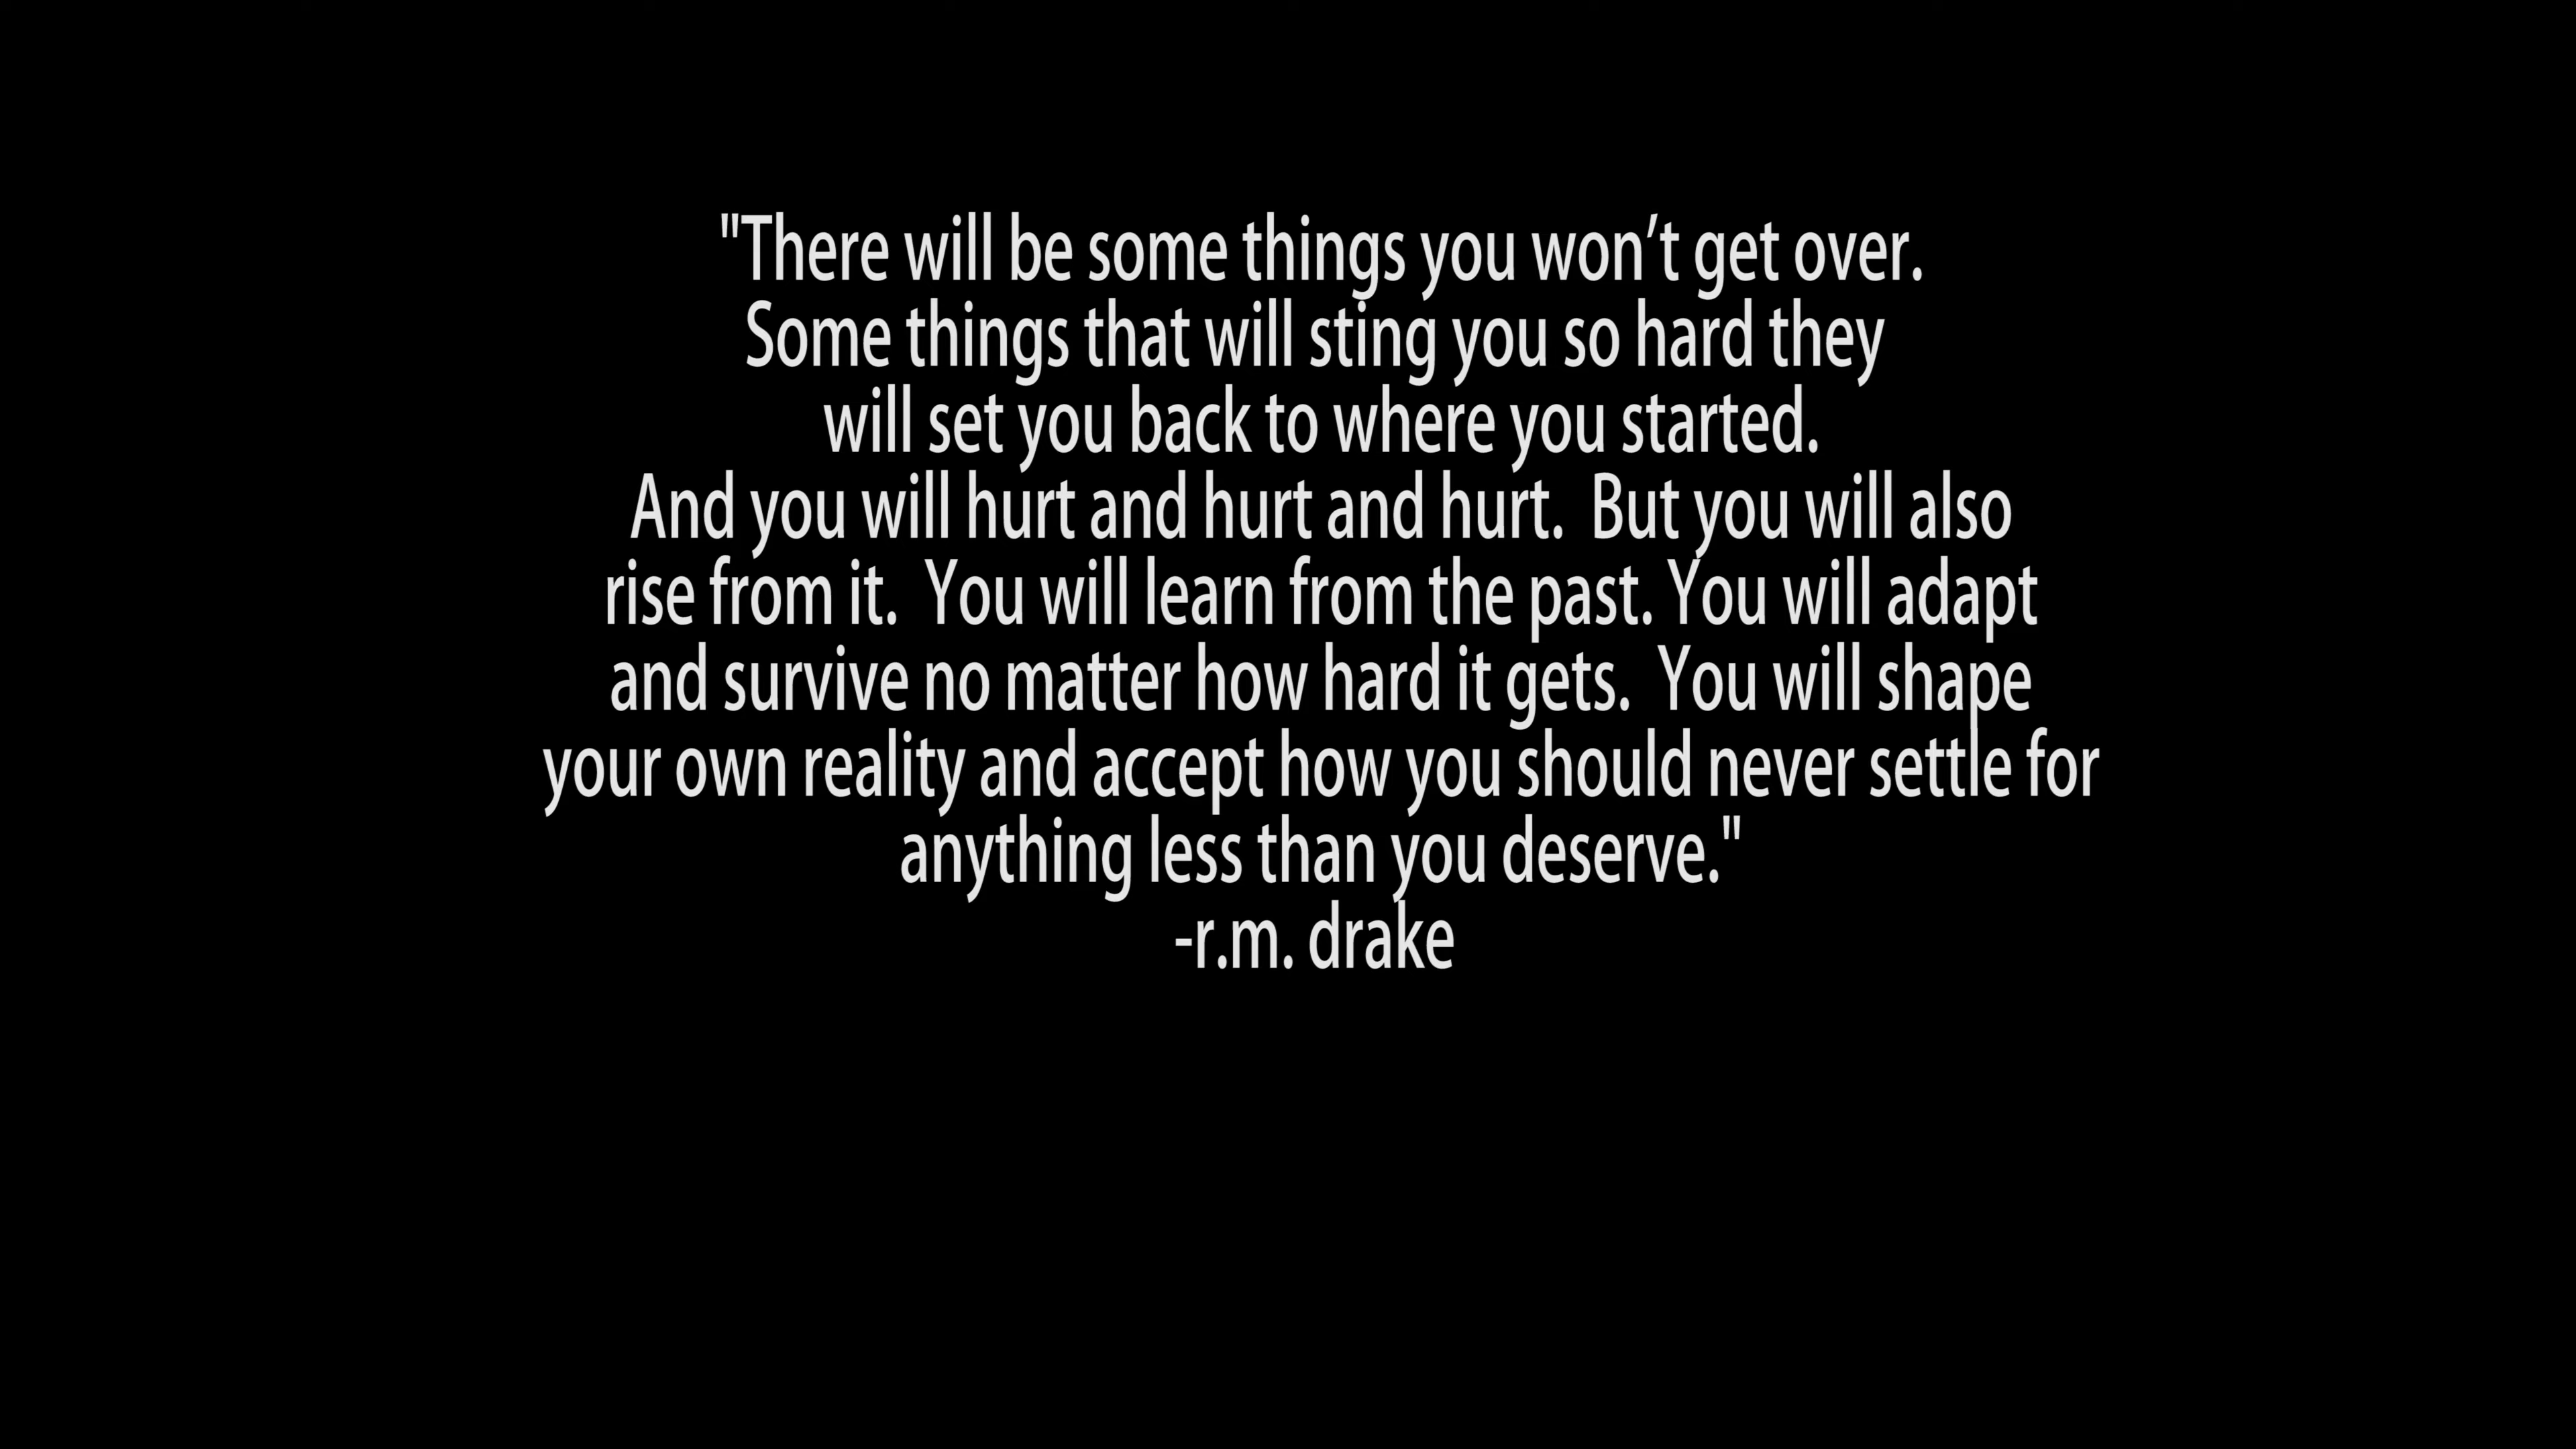 "There will be some things you won’t get over.
Some things that will sting you so hard they
will set you back to where you started.
And you will hurt and hurt and hurt.  But you will also
rise from it.  You will learn from the past. You will adapt
and survive no matter how hard it gets.  You will shape
your own reality and accept how you should never settle for
anything less than you deserve."
-r.m. drake